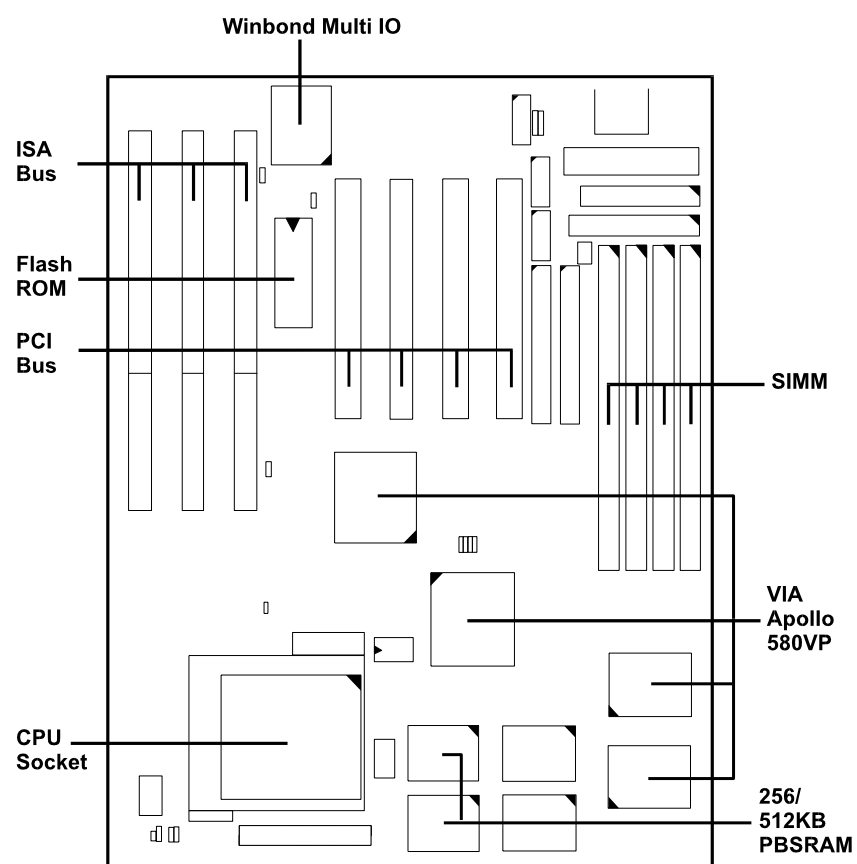 Winbond Multi IO
ISA
Bus
Flash
ROM
PCI
Bus
SIMM
VIA
Apollo
580VP
CPU
Socket
256/
512KB
PBSRAM